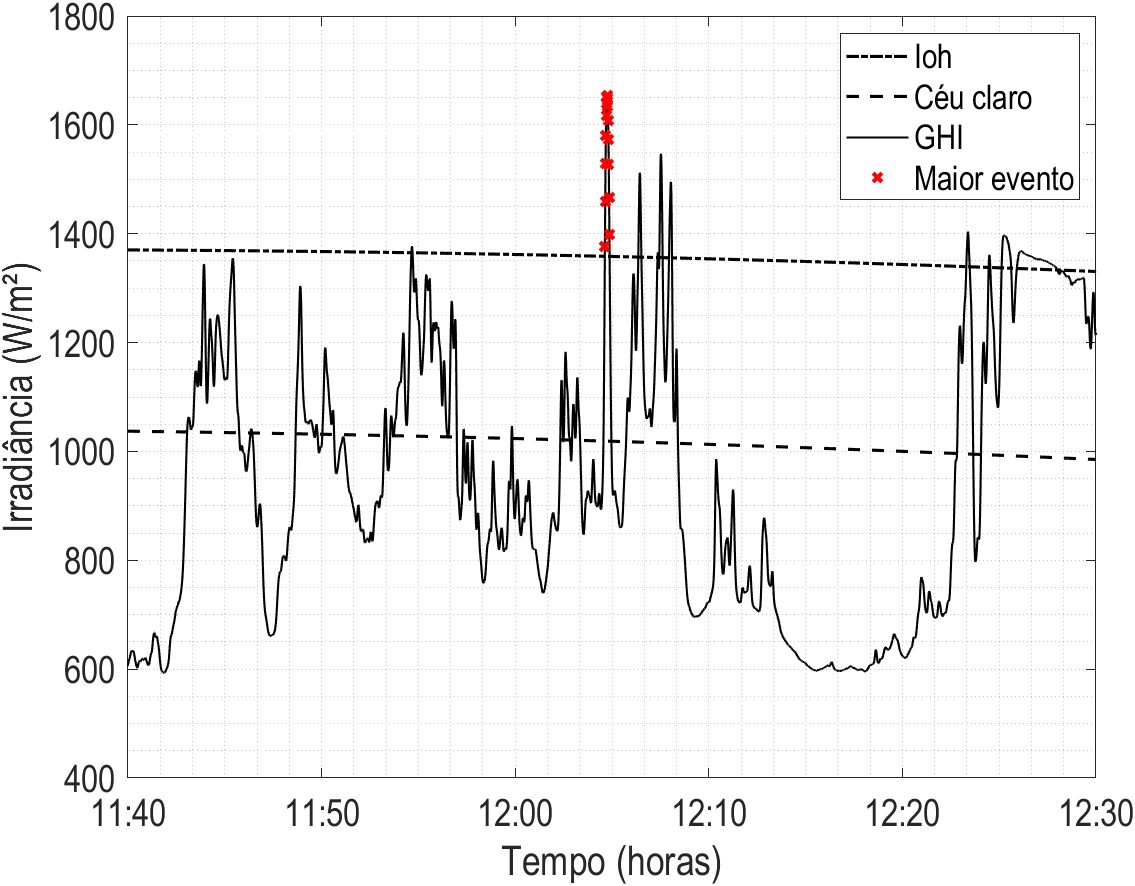 1800
1600
1400
1200
1000
800
600
400
Irradiância (W/m²)
Ioh
Céu claro
GHI
Maior evento
11:40 11:50 12:00 12:10 12:20 12:30
Tempo (horas)